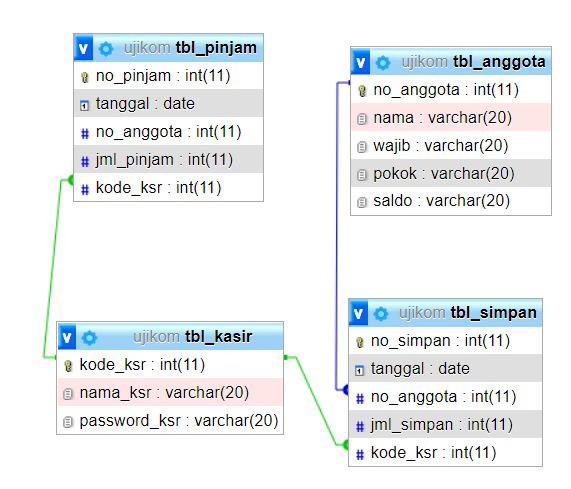 ujikom tbl_pinjam
no_pinjam : int(11)
tanggal : date
no_anggota : int(11)
jml_pinjam : int(11)
kode_ksr : int(11)
ujikom tbl_anggota
no_anggota : int(11)
nama : varchar(20)
wajib : varchar(20)
pokok : varchar(20)
saldo : varchar(20)
ujikom tbl_kasir
kode_ksr : int(11)
nama_ksr : varchar(20)
password_ksr : varchar(20)
ujikom tbl_simpan
no_simpan : int(11)
tanggal : date
no_anggota : int(11)
jml_simpan : int(11)
kode_ksr : int(11)